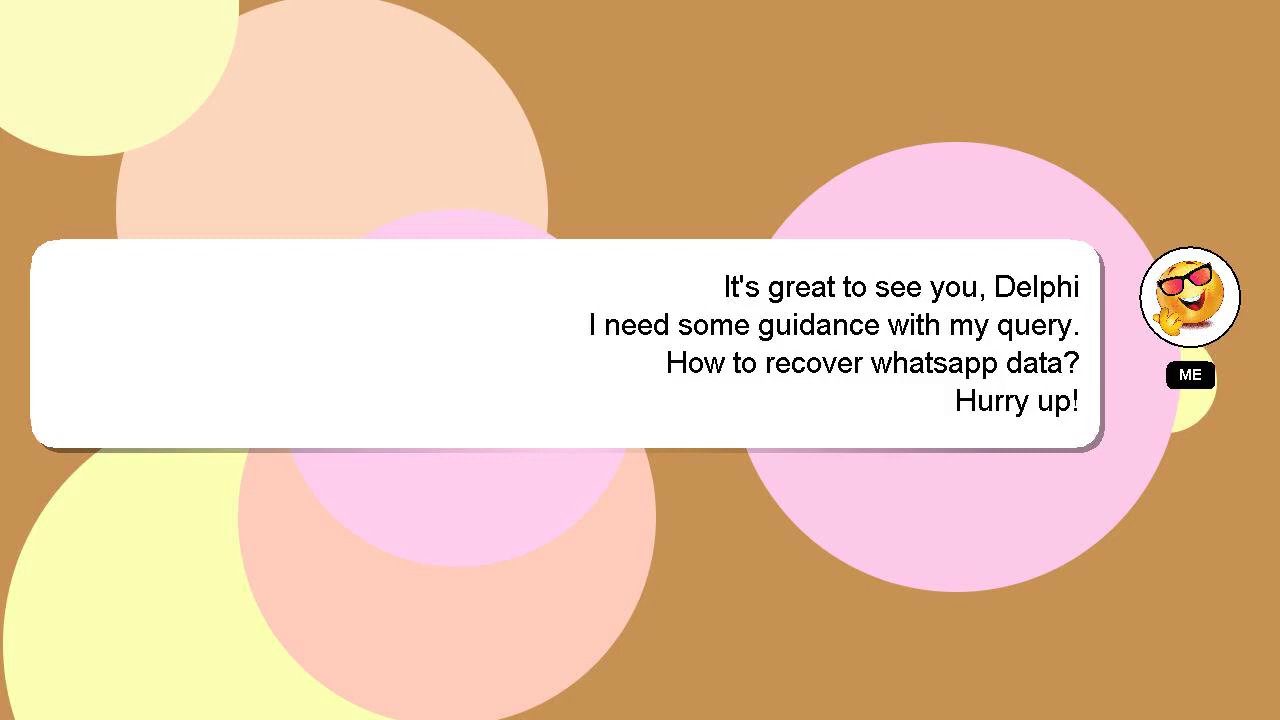 It's great to see you, Delphi
I need some guidance with my query.
How to recover whatsapp data?
Hurry up!
ME